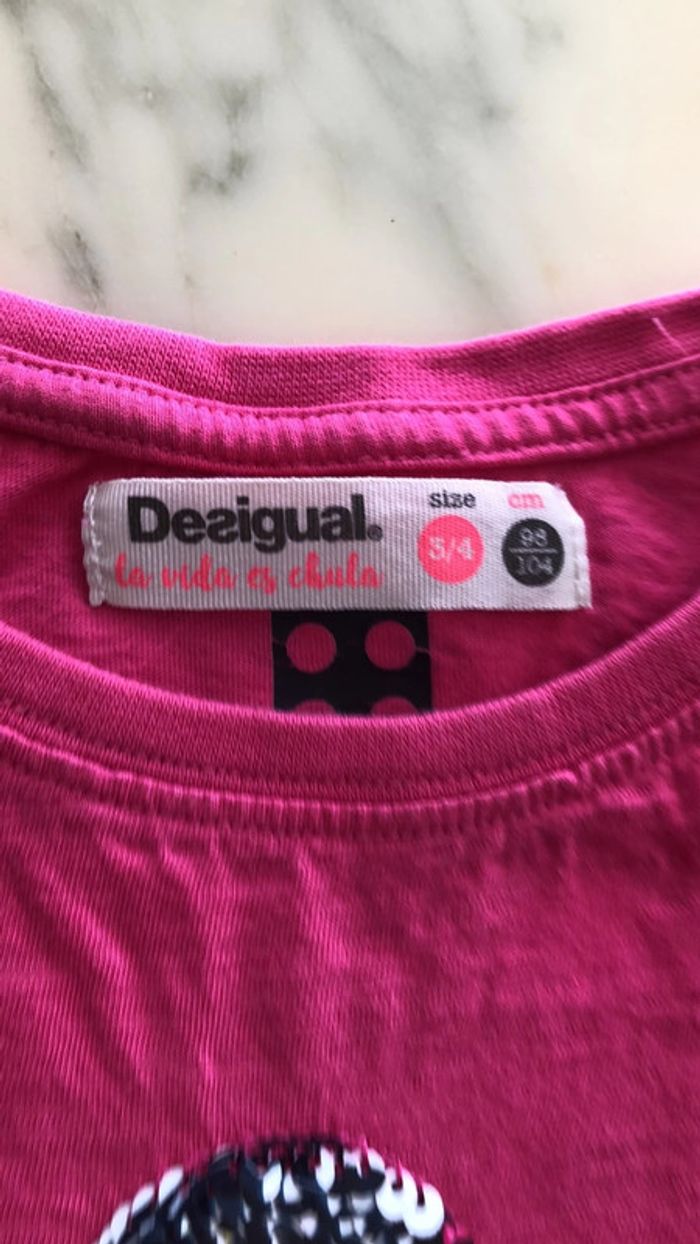 Desigual®
la vida es chula
size
3/4
cm
98
104